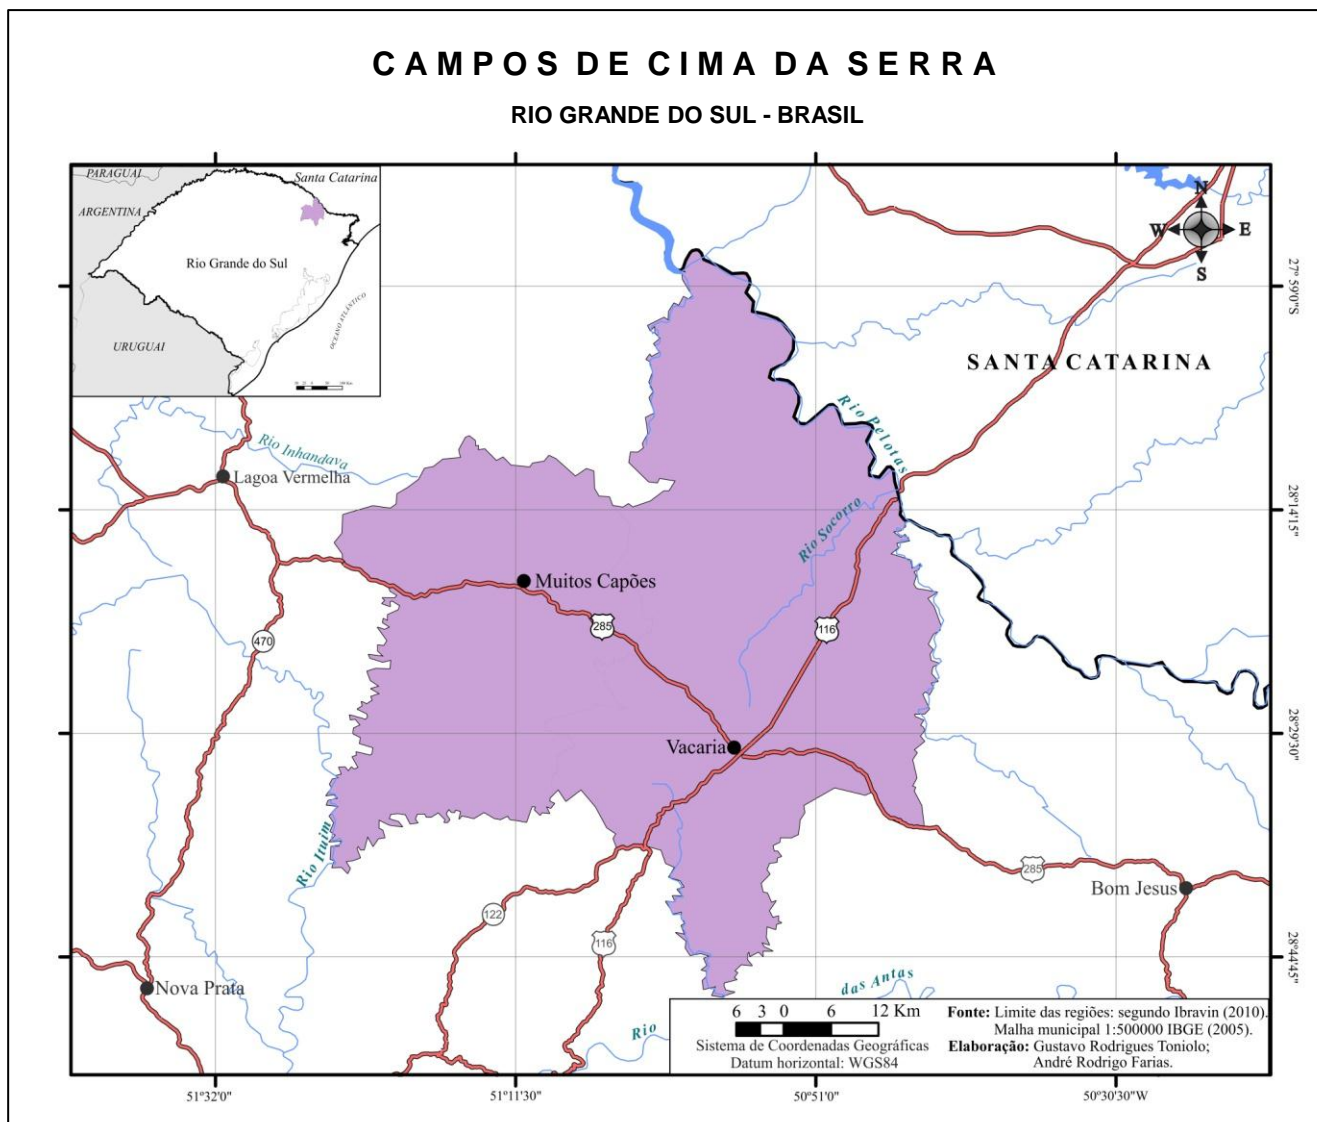 CAMPOS DE CIMA DA SERRA
RIO GRANDE DO SUL - BRASIL
PARAGUAI
Santa Catarina
ARGENTINA
Rio Grande do Sul
OCEANO ATLÂNTICO
URUGUAI
N
W E
S
27°59'0"S
SANTA CATARINA
Rio Pelotas
Rio Inhandava
Lagoa Vermelha
28°14'15"
Rio Socorro
Muitos Capões
285
116
470
28°29'30"
Vacaria
Rio Ituim
285
Bom Jesus
122
116
28°44'45"
Nova Prata
Rio das Antas
6 3 0 6 12 Km
Sistema de Coordenadas Geográficas
Datum horizontal: WGS84
Fonte: Limite das regiões: segundo Ibravin (2010).
Malha municipal 1:500000 IBGE (2005).
Elaboração: Gustavo Rodrigues Toniolo;
André Rodrigo Farias.
51°32'0" 51°11'30" 50°51'0" 50°30'30"W